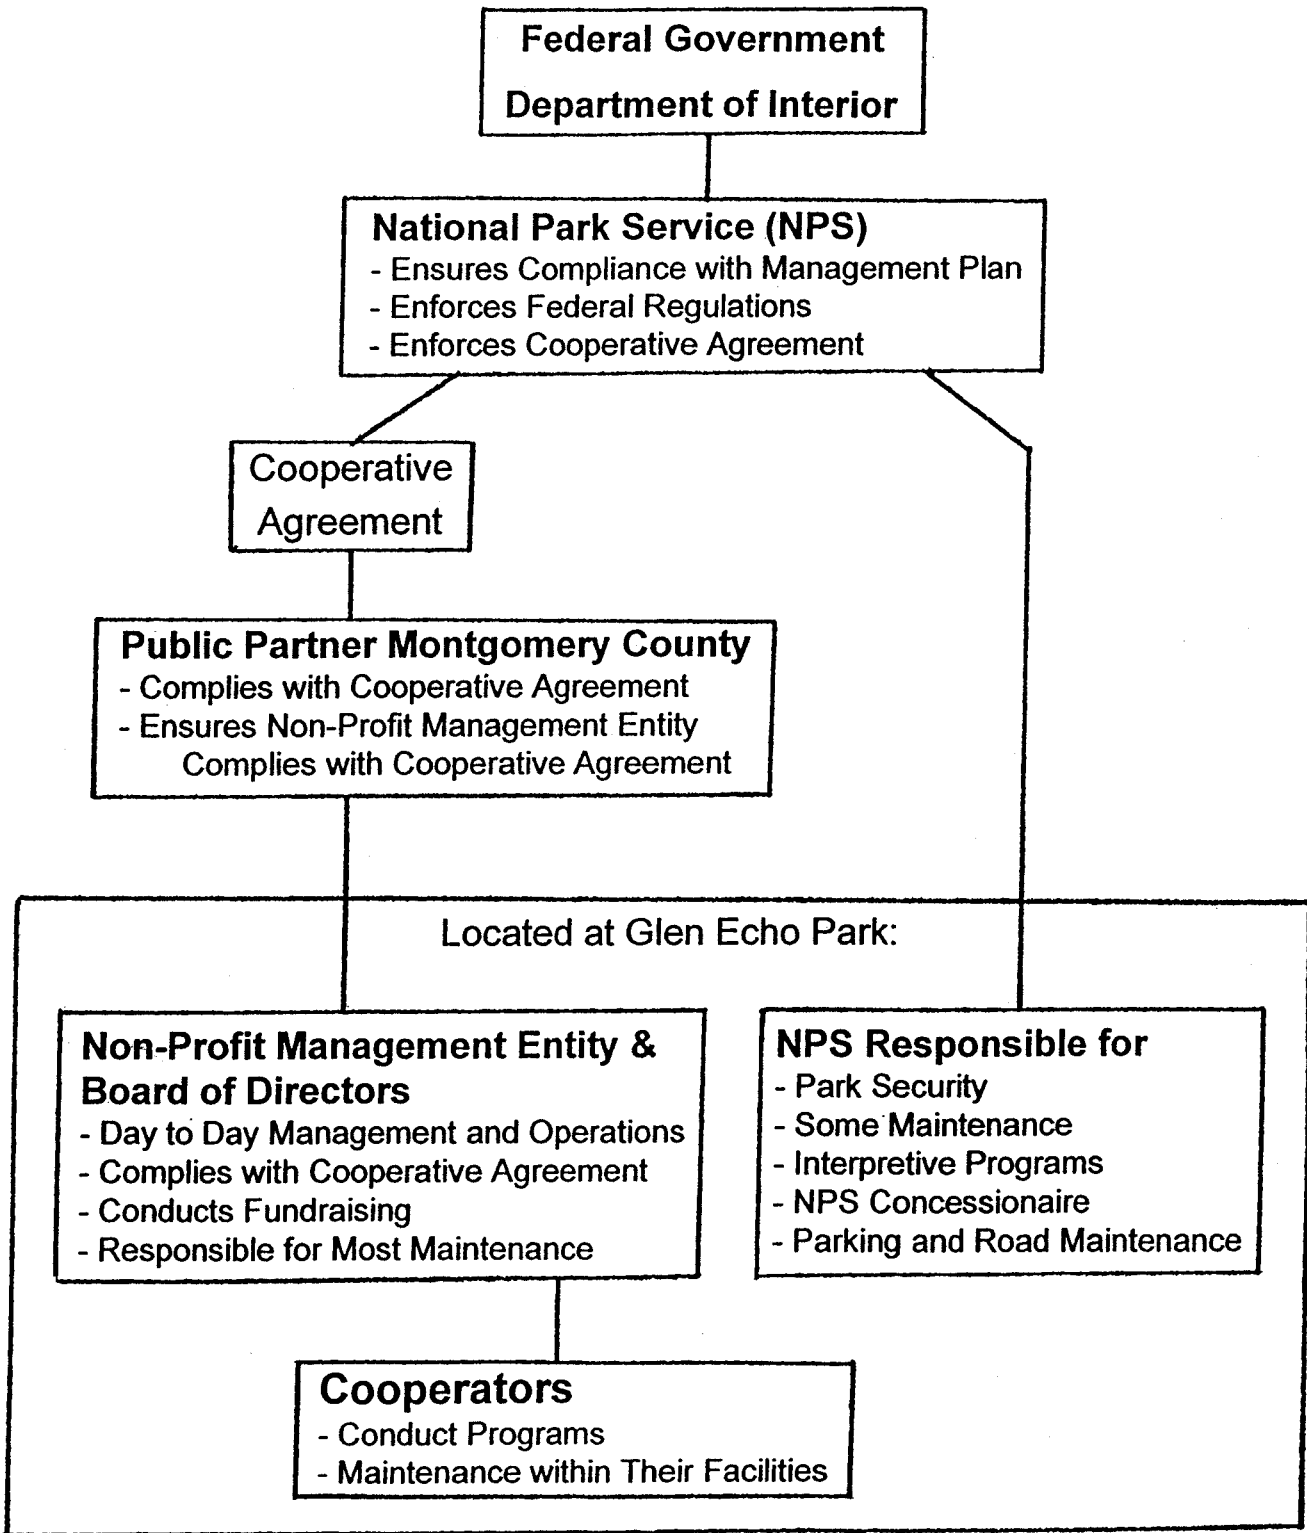 Federal Government
Department of Interior
National Park Service (NPS)
- Ensures Compliance with Management Plan
- Enforces Federal Regulations
- Enforces Cooperative Agreement
Cooperative
Agreement
Public Partner Montgomery County
- Complies with Cooperative Agreement
- Ensures Non-Profit Management Entity
Complies with Cooperative Agreement
Located at Glen Echo Park:
Non-Profit Management Entity &
Board of Directors
- Day to Day Management and Operations
- Complies with Cooperative Agreement
- Conducts Fundraising
- Responsible for Most Maintenance
NPS Responsible for
- Park Security
- Some Maintenance
- Interpretive Programs
- NPS Concessionaire
- Parking and Road Maintenance
Cooperators
- Conduct Programs
- Maintenance within Their Facilities